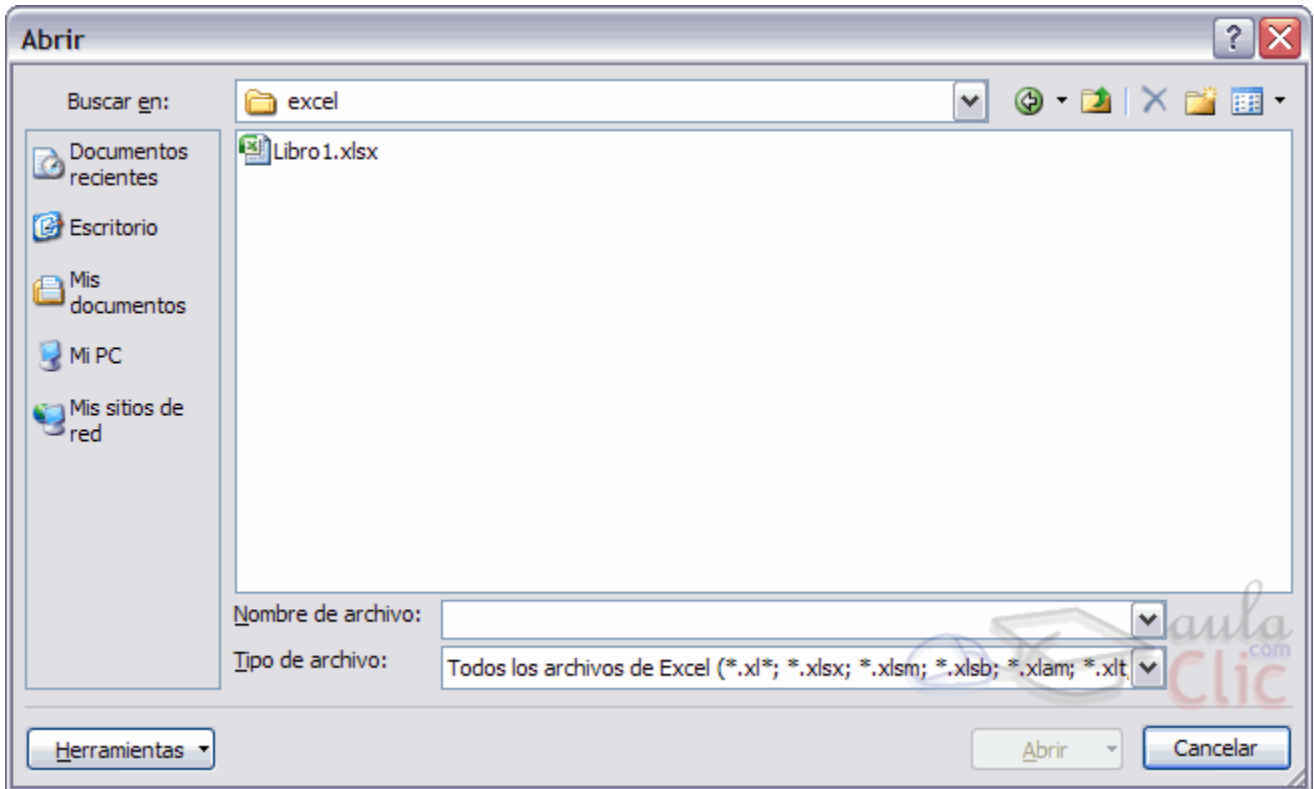 Abrir
Buscar en:
excel
Documentos
recientes
Escritorio
Mis
documentos
Mi PC
Mis sitios de
red
Libro1.xlsx
Nombre de archivo:
Tipo de archivo:
Todos los archivos de Excel (*.xl*; *.xlsx; *.xlsm; *.xlsb; *.xlam; *.xlt
aula
.com
Clic
Herramientas
Abrir
Cancelar